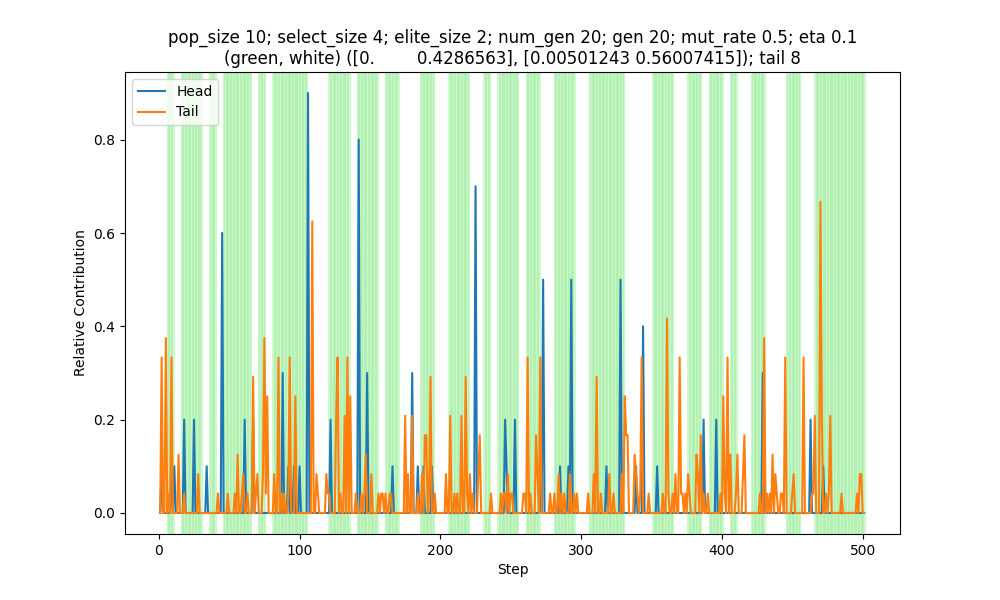 pop_size 10; select_size 4; elite_size 2; num_gen 20; gen 20; mut_rate 0.5; eta 0.1
(green, white) ([0. 0.4286563], [0.00501243 0.56007415]); tail 8
Head
Tail
0.8
0.6
0.4
0.2
0.0
Relative Contribution
0 100 200 300 400 500
Step